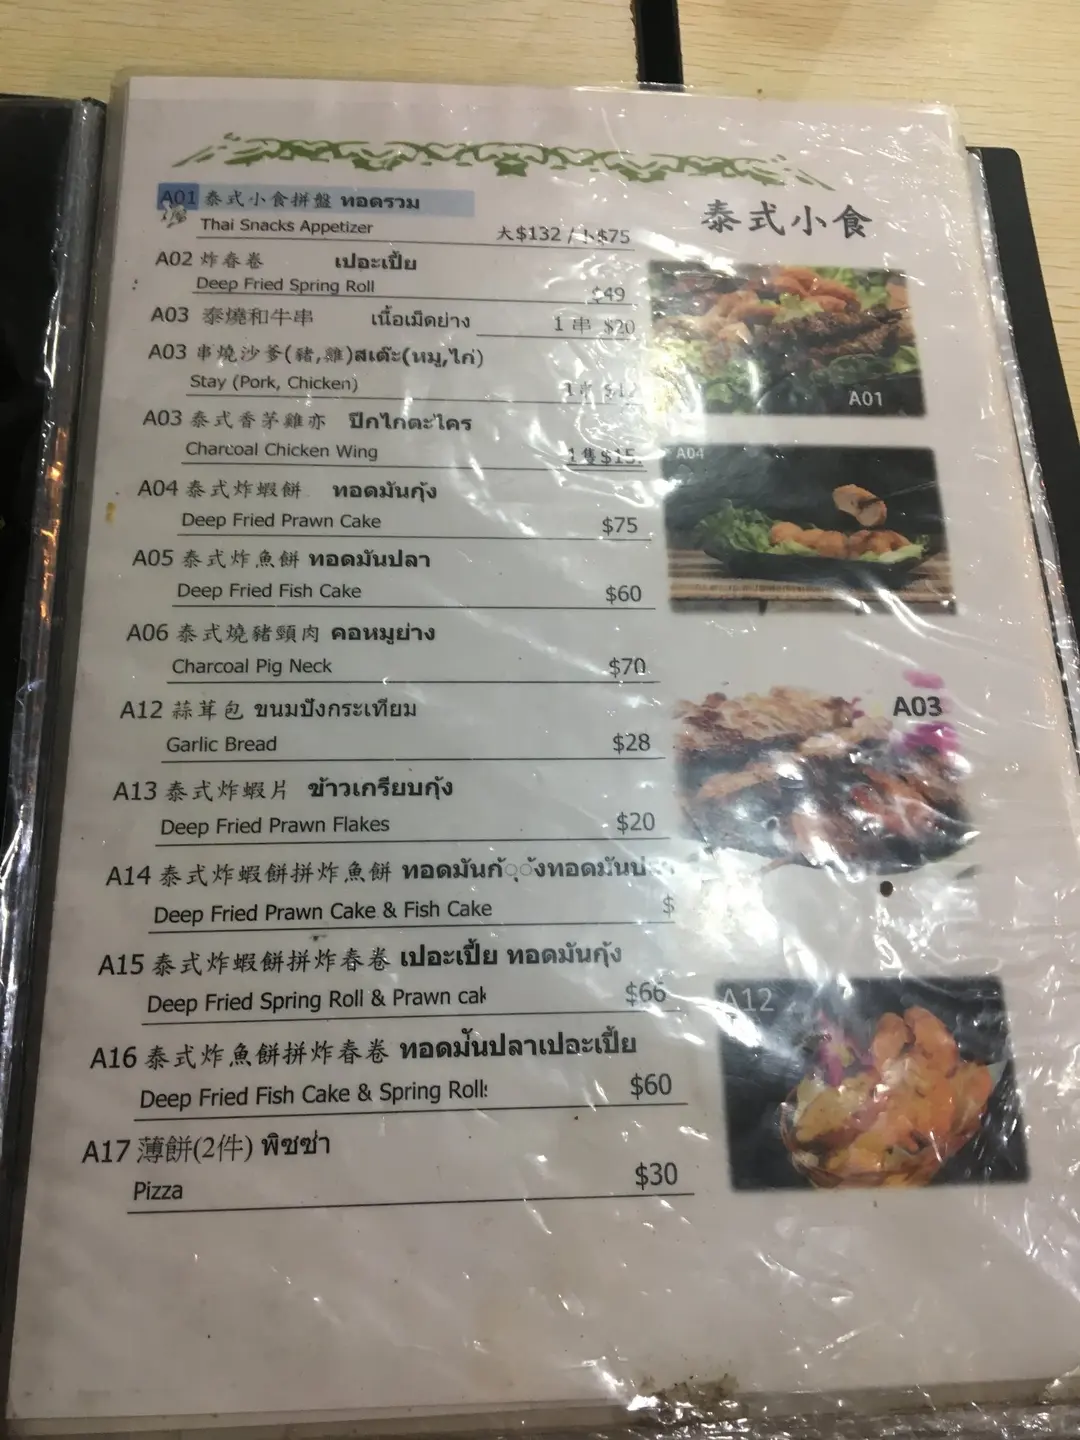 泰式小食
A01 泰式小食拼盤 ทอดรวม
Thai Snacks Appetizer 大$132 / 小$75
A02 炸春卷 เปอะเปี้ย
Deep Fried Spring Roll $49
A03 泰燒和牛串 เนื้อเม็ดย่าง 1 串 $20
A03 串燒沙爹(豬,雞)สเต๊ะ(หมู,ไก่)
Stay (Pork, Chicken) 1串 $12
A03 泰式香茅雞亦 ปีกไก่ตะไคร
Charcoal Chicken Wing 1隻$15.
A04 泰式炸蝦餅 ทอดมันกุ้ง
Deep Fried Prawn Cake $75
A05 泰式炸魚餅 ทอดมันปลา
Deep Fried Fish Cake $60
A06 泰式燒豬頸肉 คอหมูย่าง
Charcoal Pig Neck $70
A12 蒜茸包 ขนมปังกระเทียม
Garlic Bread $28
A13 泰式炸蝦片 ข้าวเกรียบกุ้ง
Deep Fried Prawn Flakes $20
A14 泰式炸蝦餅拼炸魚餅
Deep Fried Prawn Cake & Fish Cake $
A15 泰式炸蝦餅拼炸春卷 เปอะเปี้ย ทอดมันกุ้ง
Deep Fried Spring Roll & Prawn cak $66
A16 泰式炸魚餅拼炸春卷 ทอดมันปลาเปอะเปี้ย
Deep Fried Fish Cake & Spring Roll: $60
A17 薄餅(2件) พิซซ่า
Pizza $30
A01
A04
A03
A12